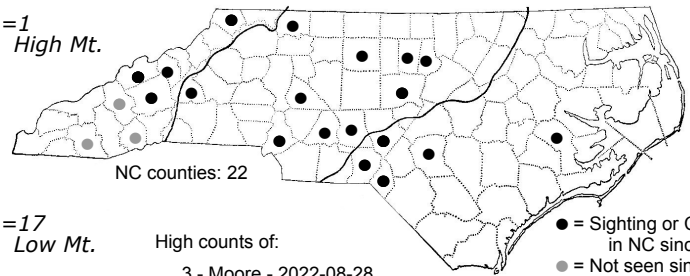 =1
High Mt.
NC counties: 22
=17
Low Mt.
High counts of:
3 - Moore - 2022-08-28
● = Sighting or
in NC sinc
● = Not seen sin